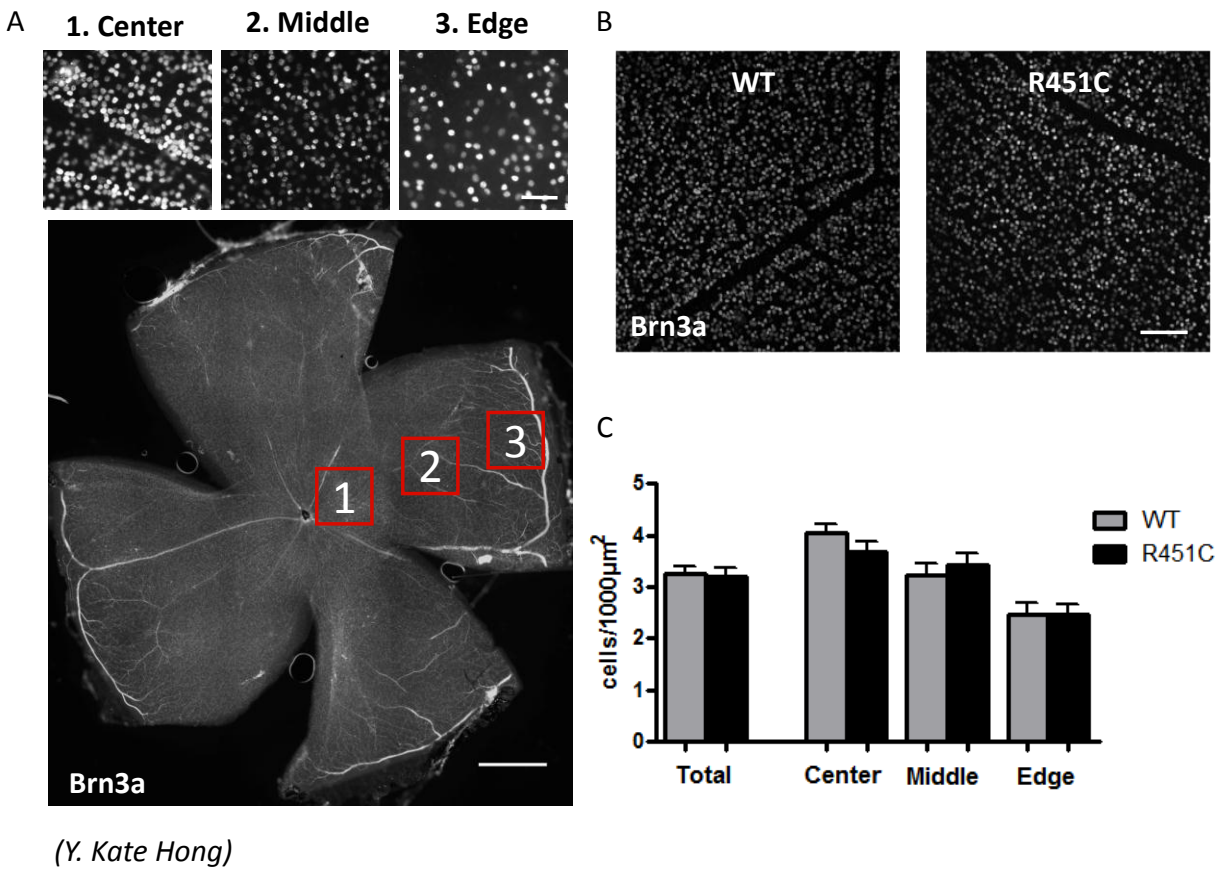 A
1. Center
2. Middle
3. Edge
1
2
3
Brn3a
(Y. Kate Hong)
B
WT
R451C
Brn3a
C
cells/1000µm²
5
4
3
2
1
0
Total
Center
Middle
Edge
WT
R451C